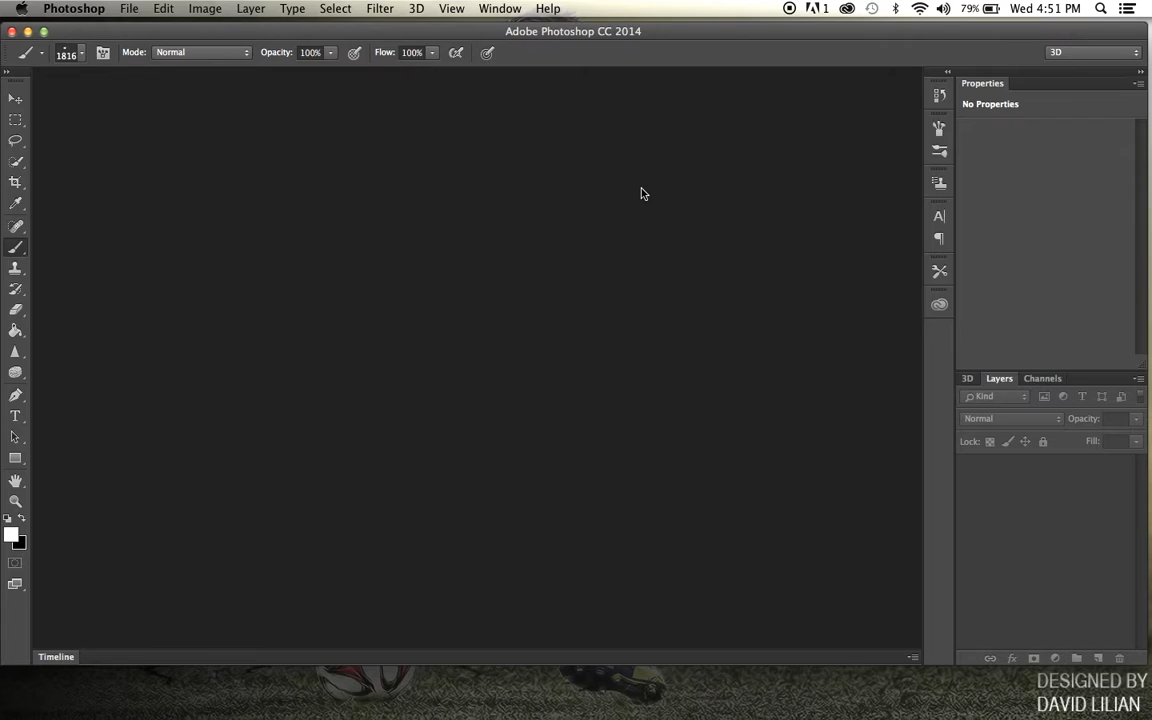 Photoshop File Edit Image Layer Type Select Filter 3D View Window Help 1 79% Wed 4:51 PM
Adobe Photoshop CC 2014
1816 Mode: Normal Opacity: 100% Flow: 100% 3D
Properties
No Properties
A|
3D Layers Channels
Kind T
Normal Opacity:
Lock: Fill:
T
Timeline
fx
DESIGNED BY
DAVID LILIAN